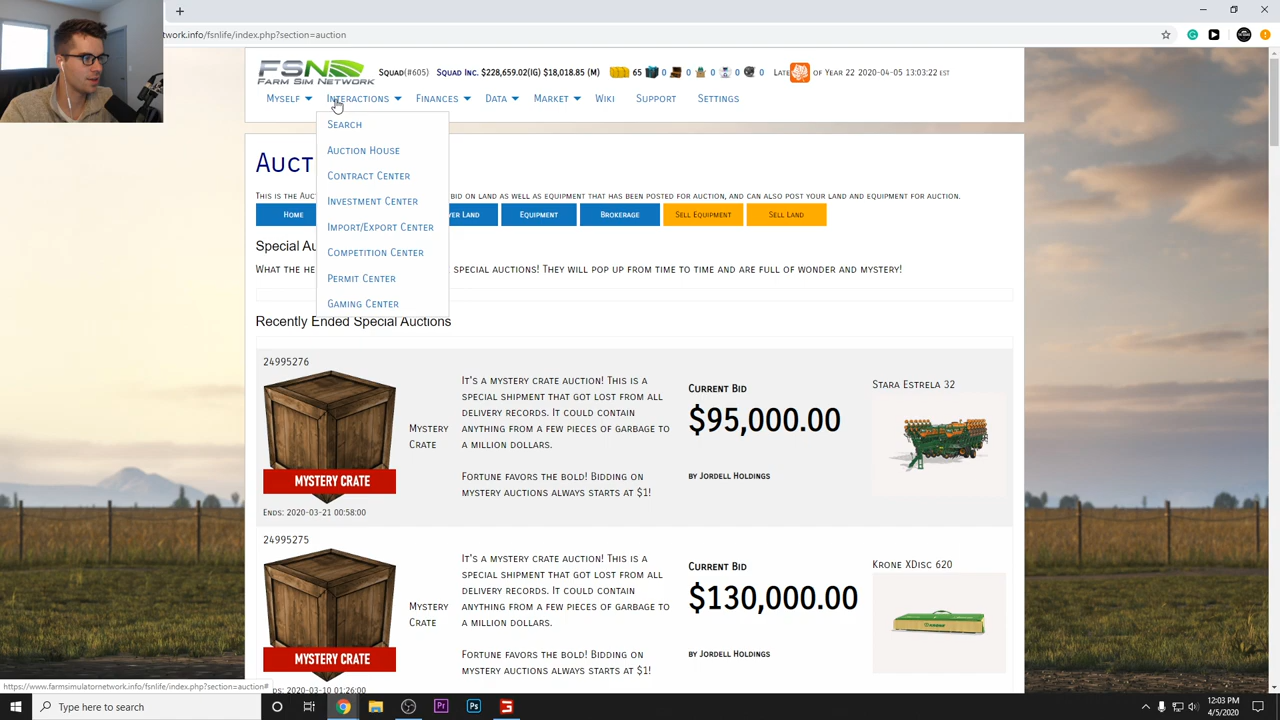 twork.info/fsnlife/index.php?section=auction
FSN
FARM SIM NETWORK
SQUAD(#605) SQUAD INC. $228,659.02(IG) $18,018.85 (M) 65 0 0 0 0 0 LATE OF YEAR 22 2020-04-05 13:03:22 EST
MYSELF INTERACTIONS FINANCES DATA MARKET WIKI SUPPORT SETTINGS
SEARCH
AUCTION HOUSE
CONTRACT CENTER
INVESTMENT CENTER
IMPORT/EXPORT CENTER
COMPETITION CENTER
PERMIT CENTER
GAMING CENTER
AUCT
THIS IS THE AUC BID ON LAND AS WELL AS EQUIPMENT THAT HAS BEEN POSTED FOR AUCTION, AND CAN ALSO POST YOUR LAND AND EQUIPMENT FOR AUCTION.
HOME YER LAND EQUIPMENT BROKERAGE SELL EQUIPMENT SELL LAND
Special Au
WHAT THE HE SPECIAL AUCTIONS! THEY WILL POP UP FROM TIME TO TIME AND ARE FULL OF WONDER AND MYSTERY!
Recently Ended Special Auctions
24995276
MYSTERY CRATE
ENDS: 2020-03-21 00:58:00
MYSTERY
CRATE
IT'S A MYSTERY CRATE AUCTION! THIS IS A
SPECIAL SHIPMENT THAT GOT LOST FROM ALL
DELIVERY RECORDS. IT COULD CONTAIN
ANYTHING FROM A FEW PIECES OF GARBAGE TO
A MILLION DOLLARS.
FORTUNE FAVORS THE BOLD! BIDDING ON
MYSTERY AUCTIONS ALWAYS STARTS AT $1!
CURRENT BID
$95,000.00
BY JORDELL HOLDINGS
STARA ESTRELA 32
24995275
MYSTERY CRATE
2020-03-10 01:26:00
MYSTERY
CRATE
IT'S A MYSTERY CRATE AUCTION! THIS IS A
SPECIAL SHIPMENT THAT GOT LOST FROM ALL
DELIVERY RECORDS. IT COULD CONTAIN
ANYTHING FROM A FEW PIECES OF GARBAGE TO
A MILLION DOLLARS.
FORTUNE FAVORS THE BOLD! BIDDING ON
MYSTERY AUCTIONS ALWAYS STARTS AT $1!
CURRENT BID
$130,000.00
BY JORDELL HOLDINGS
KRONE XDISC 620
https://www.farmsimulatornetwork.info/fsnlife/index.php?section=auction#
Type here to search
Pr
Ps
12:03 PM
4/5/2020